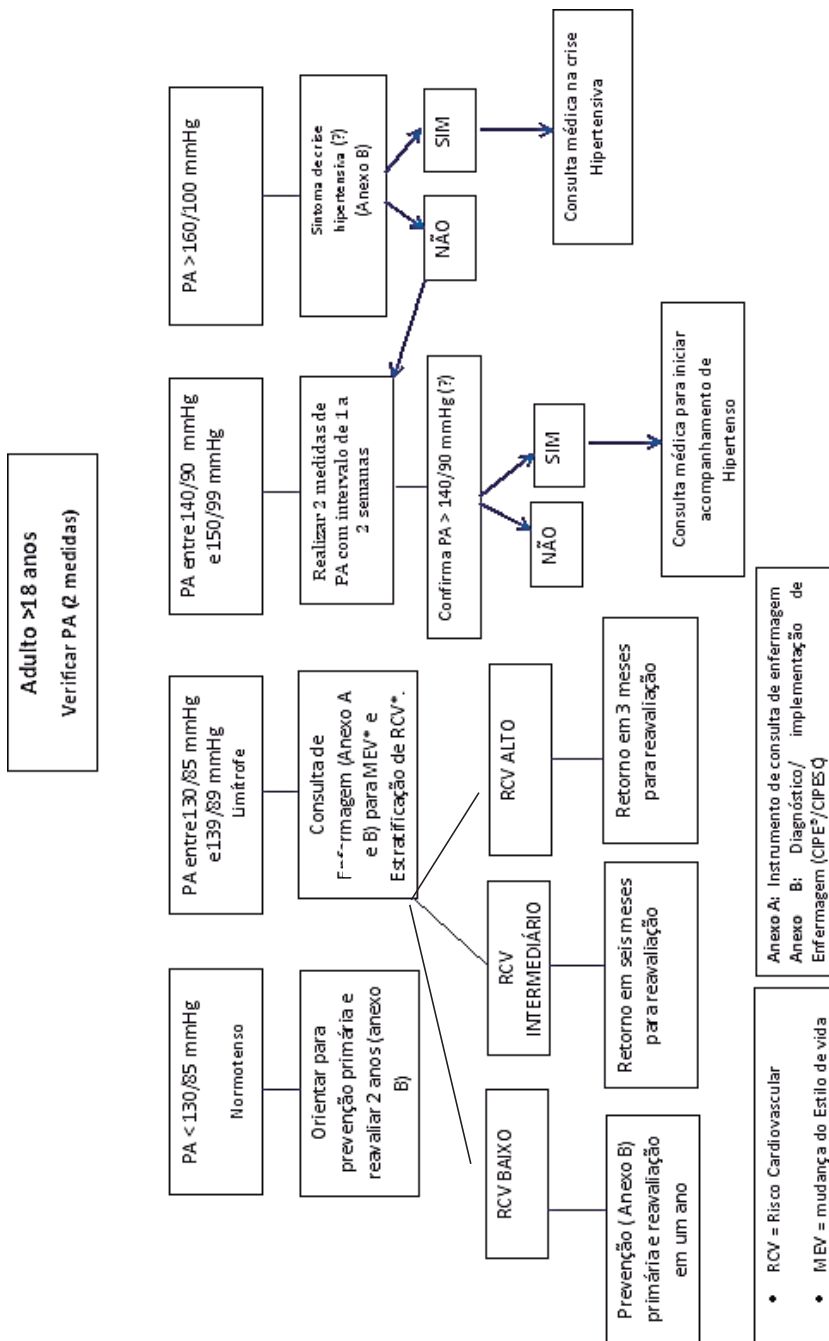 Adulto >18 anos
Verificar PA (2 medidas)
PA < 130/85 mmHg
Normotenso
PA entre 130/85 mmHg
e 139/89 mmHg
Limítrofe
PA entre 140/90 mmHg
e 150/99 mmHg
PA > 160/100 mmHg
Orientar para
prevenção primária e
reavaliar 2 anos (anexo
B)
Consulta de
(Anexo A
e B) para MEV* e
Estratificação de RCV*.
Realizar 2 medidas de
PA com intervalo de 1 a
2 semanas
Sintoma de crise
hipertensiva (?)
(Anexo B)
Confirma PA > 140/90 mmHg (?)
NÃO
SIM
RCV BAIXO
RCV
INTERMEDIÁRIO
RCV ALTO
NÃO
SIM
Prevenção ( Anexo B)
primária e reavaliação
em um ano
Retorno em seis meses
para reavaliação
Retorno em 3 meses
para reavaliação
Consulta médica para iniciar
acompanhamento de
Hipertenso
Consulta médica na crise
Hipertensiva
• RCV = Risco Cardiovascular
• MEV = mudança do Estilo de vida
Anexo A: Instrumento de consulta de enfermagem
Anexo B: Diagnóstico/ implementação de
Enfermagem (CIPE®/CIPESC)